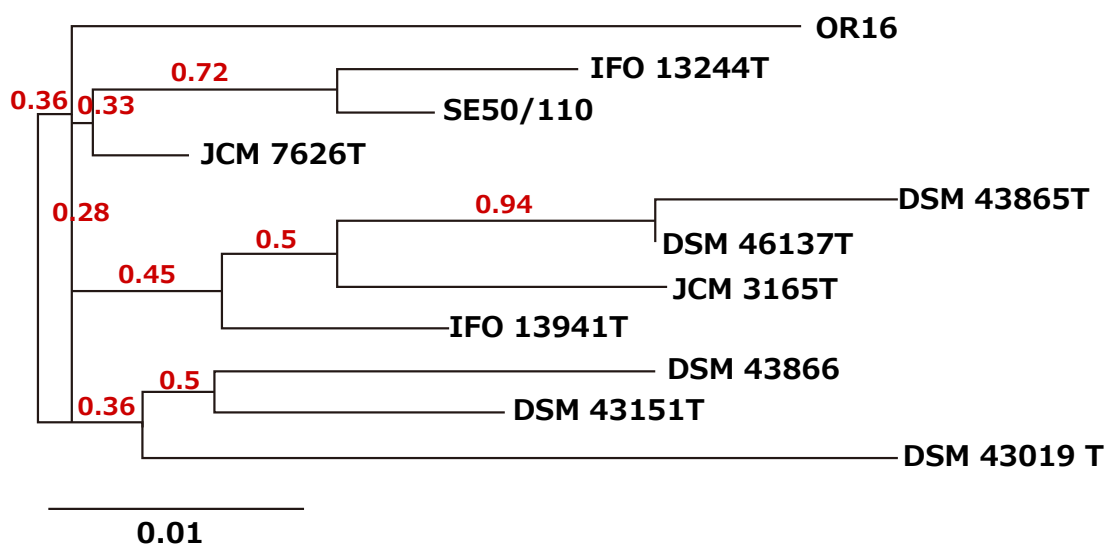 OR16
IFO 13244T
0.72
0.36
0.33
SE50/110
JCM 7626T
DSM 43865T
0.94
0.28
0.5
DSM 46137T
0.45
JCM 3165T
IFO 13941T
DSM 43866
0.5
0.36
DSM 43151T
DSM 43019 T
0.01